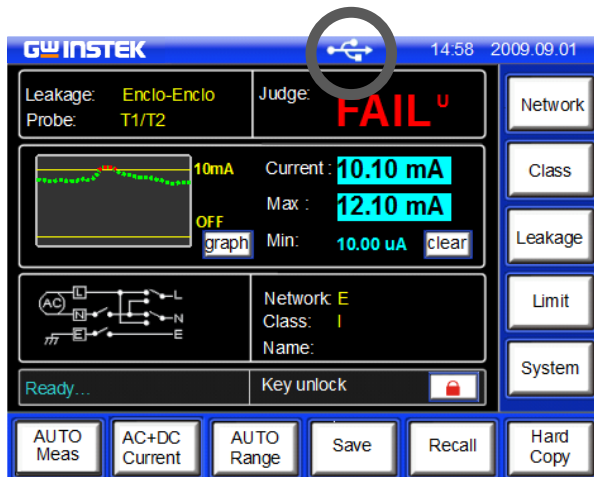 GWINSTEK 14:58 2009.09.01
Leakage: Enclo-Enclo
Probe: T1/T2
Judge: FAIL U
Network
10mA
OFF
graph
Current : 10.10 mA
Max : 12.10 mA
Min: 10.00 uA clear
Class
Leakage
AC L N E
L
N
E
Network: E
Class: I
Name:
Limit
System
Ready...
Key unlock
AUTO Meas
AC+DC Current
AUTO Range
Save
Recall
Hard Copy